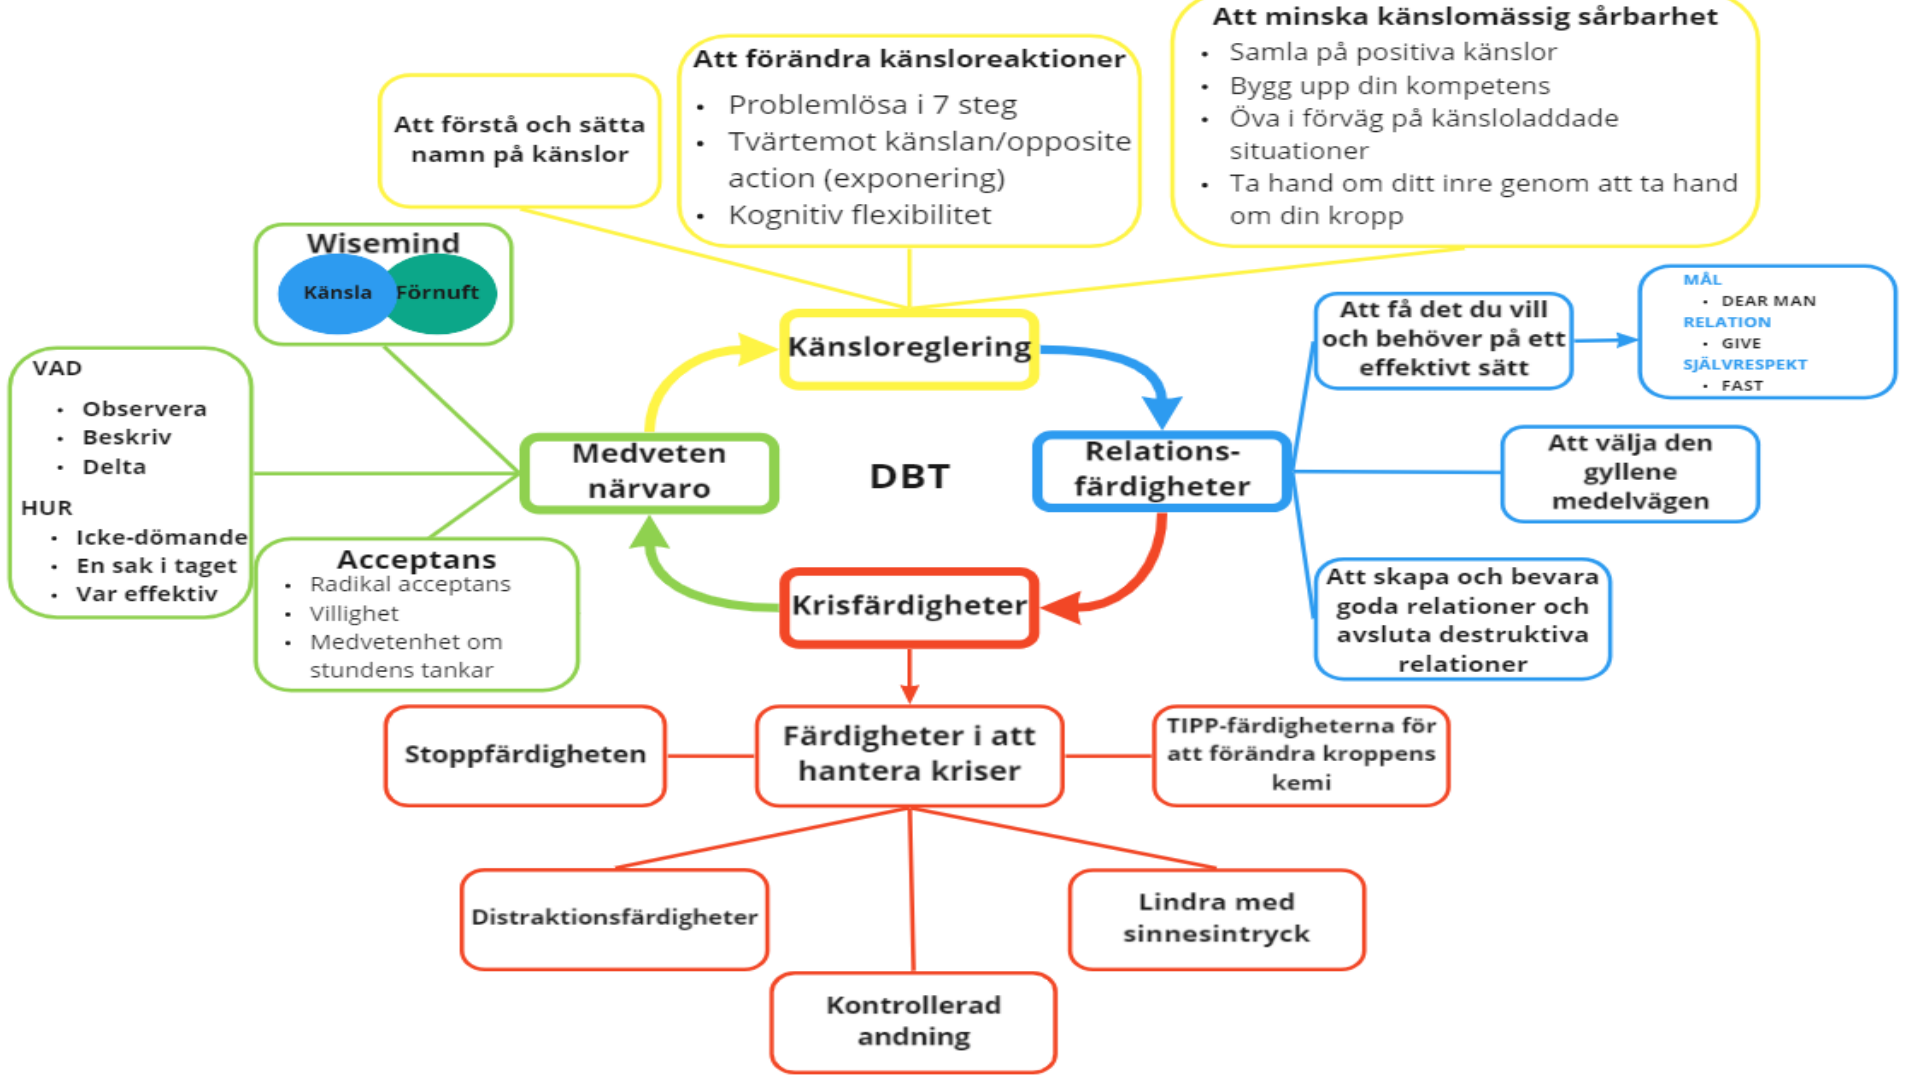 Att minska känslomässig sårbarhet
• Samla på positiva känslor
• Bygg upp din kompetens
• Öva i förväg på känsloladdade
situationer
• Ta hand om ditt inre genom att ta hand
om din kropp
Att förändra känsloreaktioner
• Problemlösa i 7 steg
• Tvärtemot känslan/opposite
action (exponering)
• Kognitiv flexibilitet
Att förstå och sätta
namn på känslor
Wisemind
Känsla
Förnuft
VAD
• Observera
• Beskriv
• Delta
HUR
• Icke-dömande
• En sak i taget
• Var effektiv
Acceptans
• Radikal acceptans
• Villighet
• Medvetenhet om
stundens tankar
Känsloreglering
Medveten
närvaro
DBT
Relations-
färdigheter
Krisfärdigheter
Att få det du vill
och behöver på ett
effektivt sätt
MÅL
• DEAR MAN
RELATION
• GIVE
SJÄLVRESPEKT
• FAST
Att välja den
gyllene
medelvägen
Att skapa och bevara
goda relationer och
avsluta destruktiva
relationer
Stoppfärdigheten
Färdigheter i att
hantera kriser
TIPP-färdigheterna för
att förändra kroppens
kemi
Distraktionsfärdigheter
Kontrollerad
andning
Lindra med
sinnesintryck